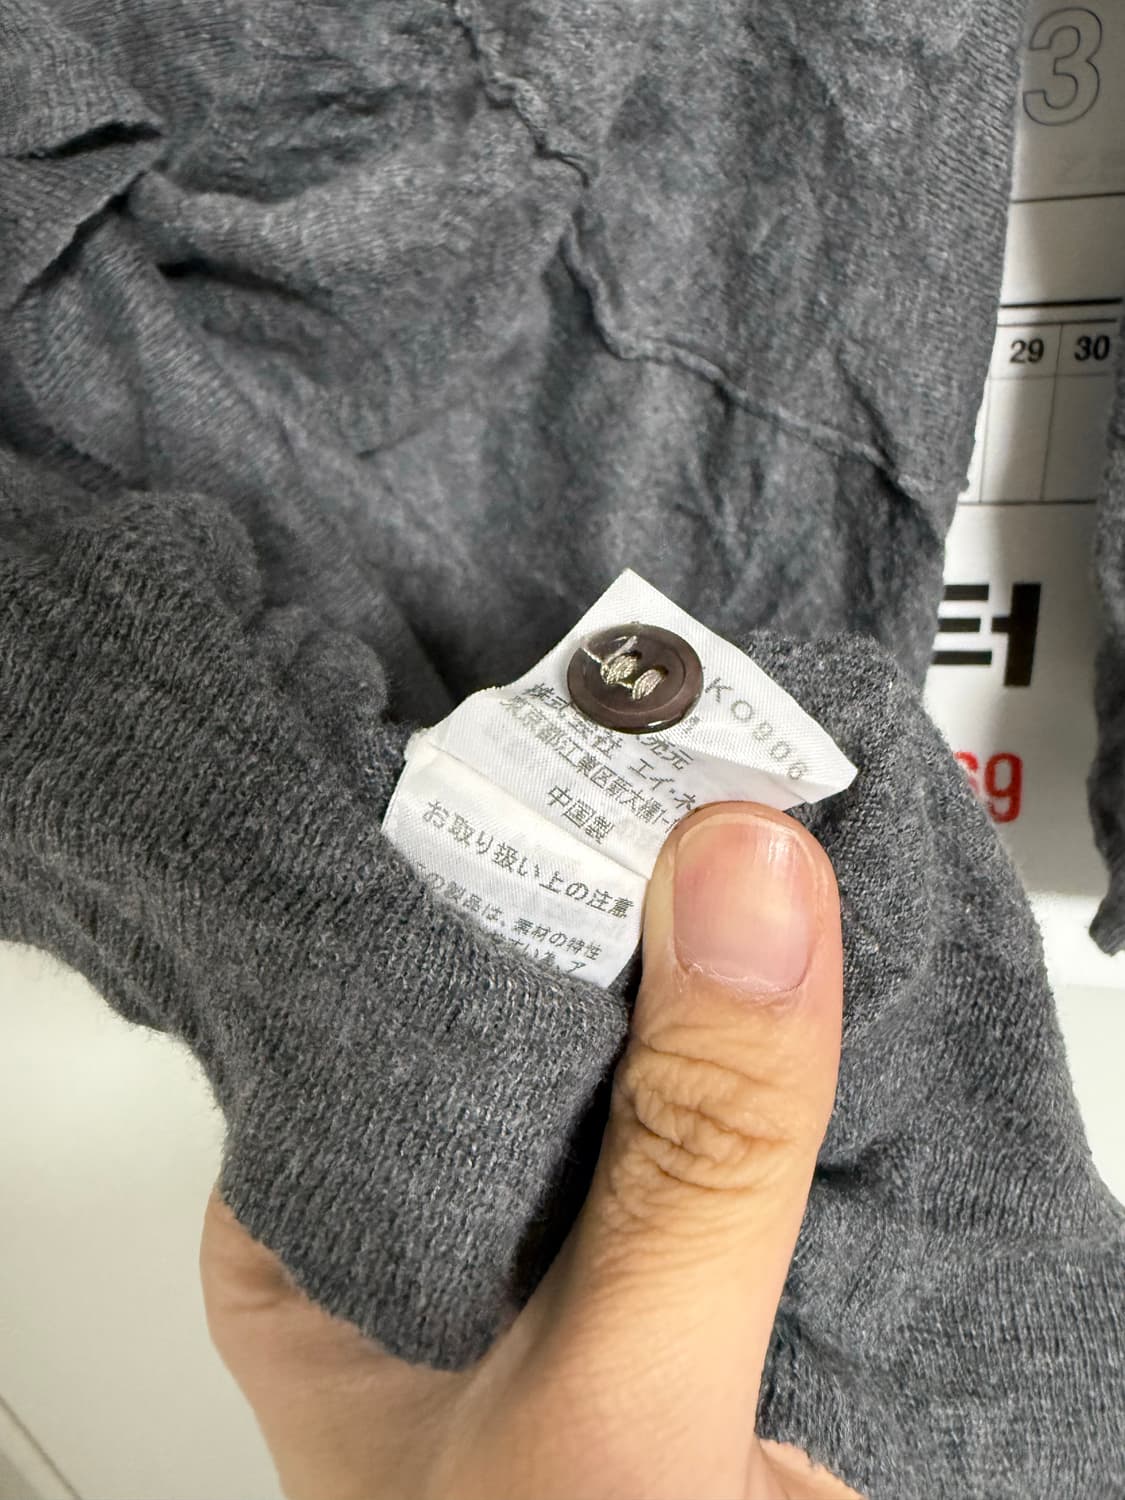 3
29 30
터
69
K0906
株式会社 エイ・ネ
東京都江東区新大橋1-
中国製
お取り扱い上の注意
の製品は、素材の特性